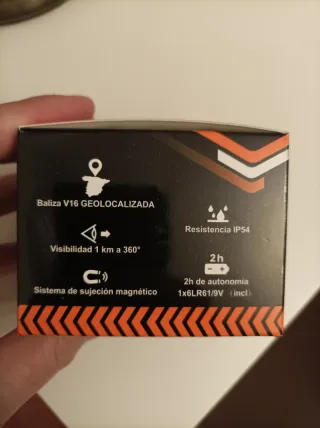 Baliza V16 GEOLOCALIZADA
Resistencia IP54
Visibilidad 1 km a 360°
2h
Sistema de sujeción magnético
2h de autonomía
1x6LR61/9V (incl)